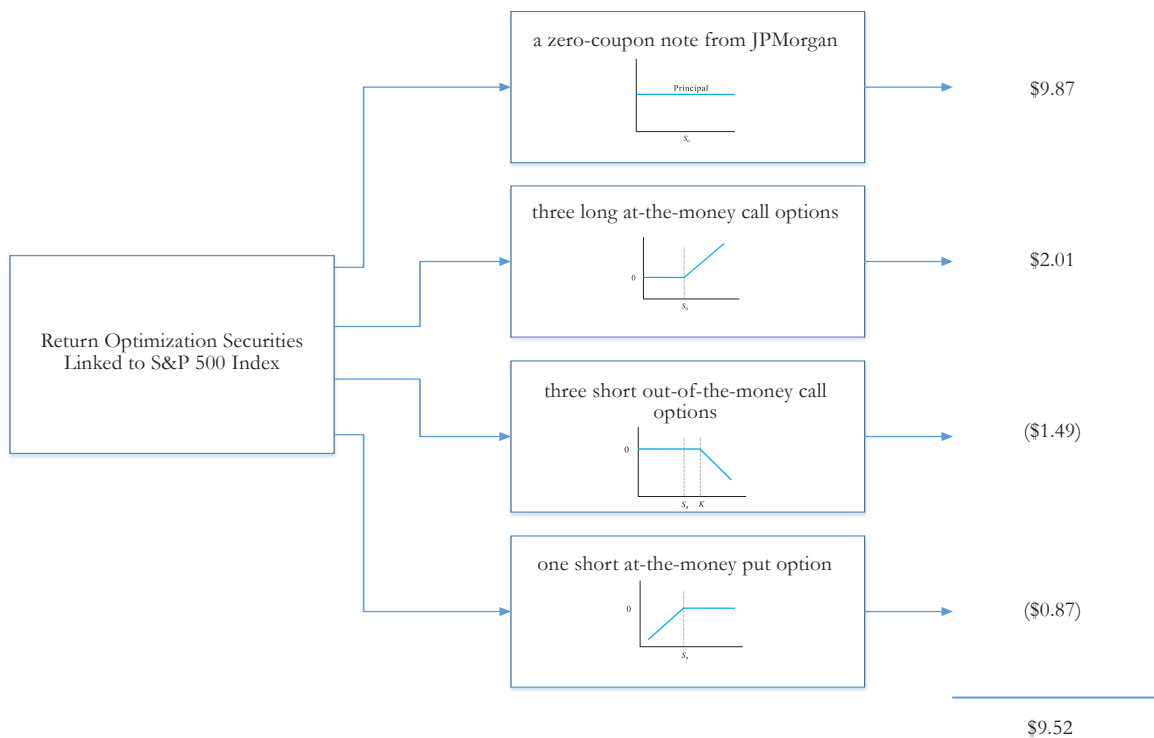 a zero-coupon note from JPMorgan
Principal
S₀
$9.87
three long at-the-money call options
0
S₀
$2.01
Return Optimization Securities
Linked to S&P 500 Index
three short out-of-the-money call
options
0
S₀ K
($1.49)
one short at-the-money put option
0
S₀
($0.87)
$9.52